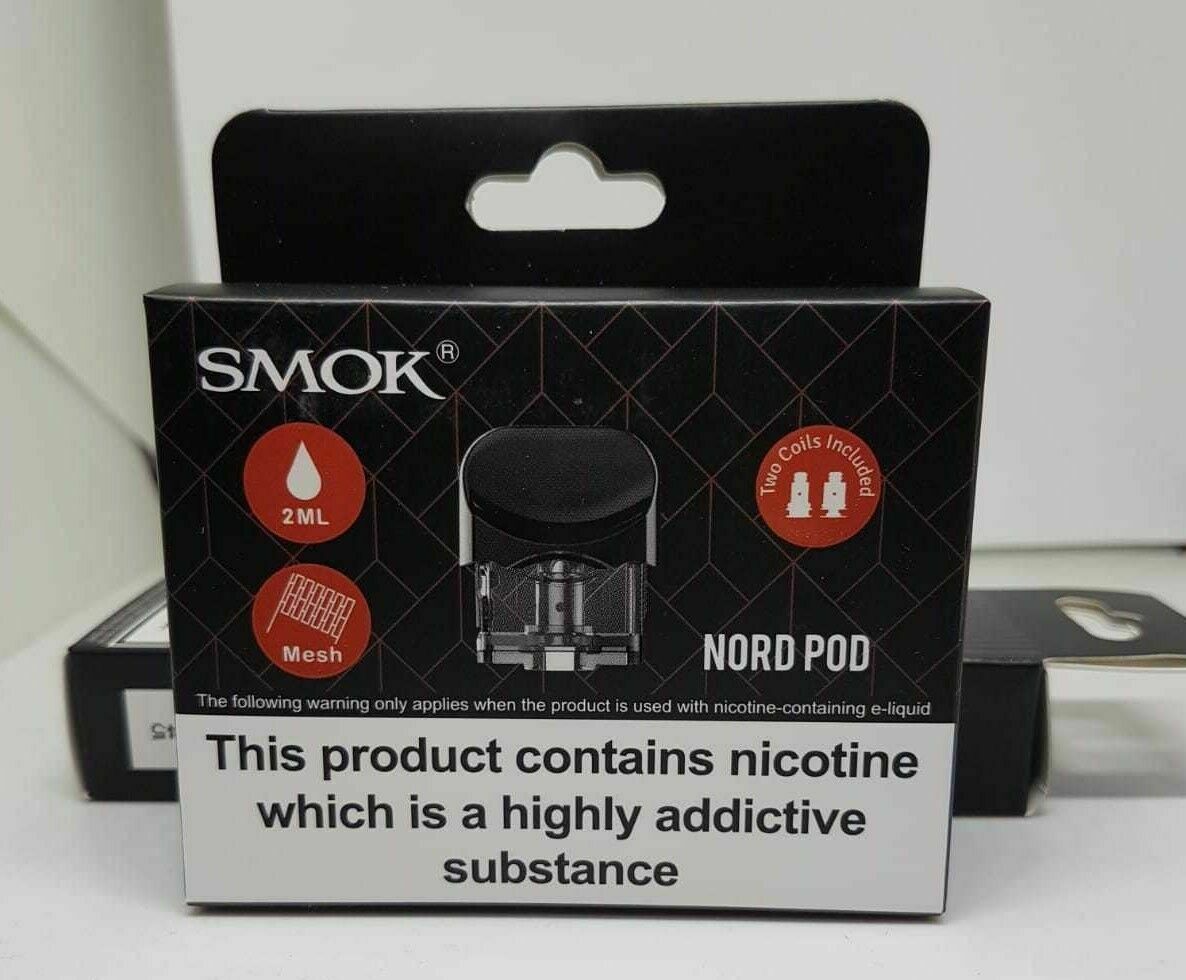 SMOK®
2ML
Two Coils Included
Mesh
NORD POD
The following warning only applies when the product is used with nicotine-containing e-liquid
This product contains nicotine
which is a highly addictive
substance